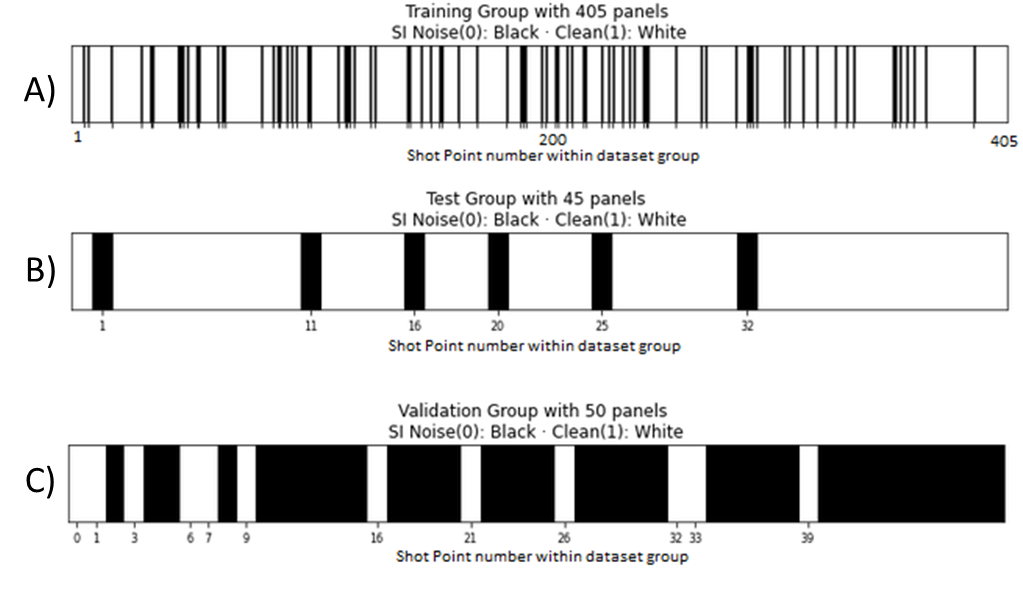 Training Group with 405 panels
SI Noise(0): Black · Clean(1): White
A)
1 200 405
Shot Point number within dataset group
Test Group with 45 panels
SI Noise(0): Black · Clean(1): White
B)
1 11 16 20 25 32
Shot Point number within dataset group
Validation Group with 50 panels
SI Noise(0): Black · Clean(1): White
C)
0 1 3 6 7 9 16 21 26 32 33 39
Shot Point number within dataset group